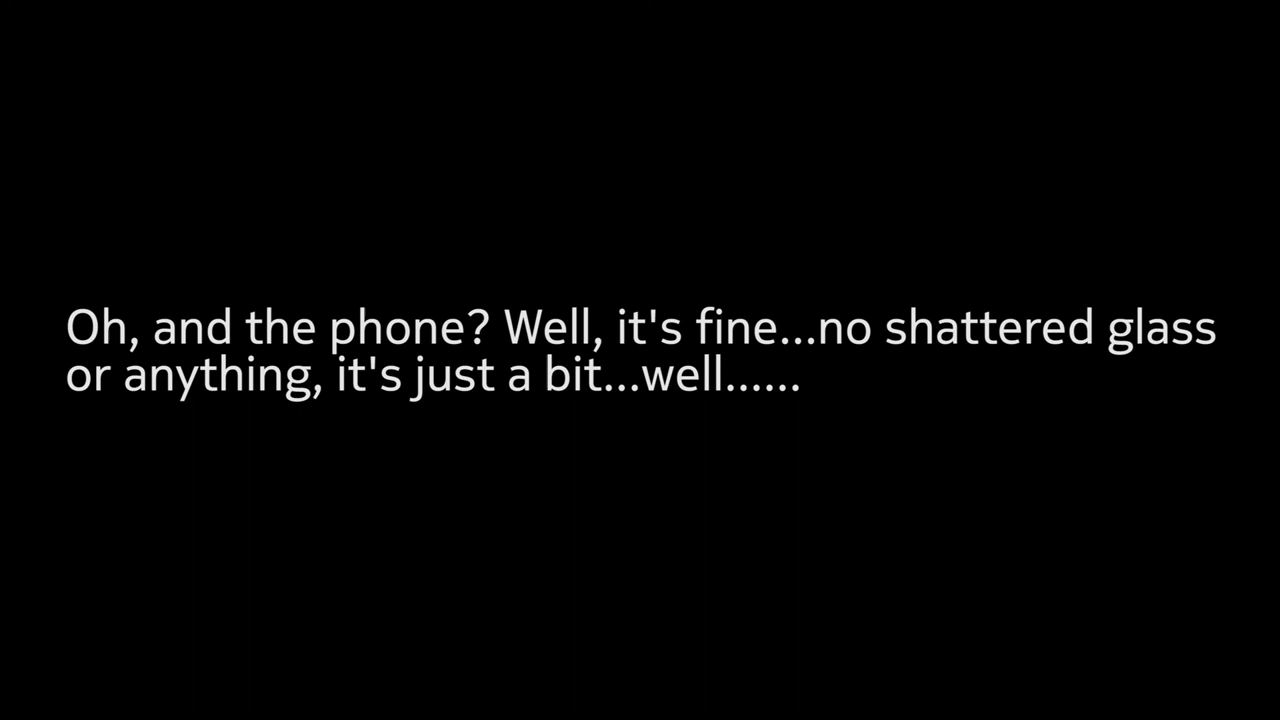 Oh, and the phone? Well, it's fine...no shattered glass
or anything, it's just a bit...well......